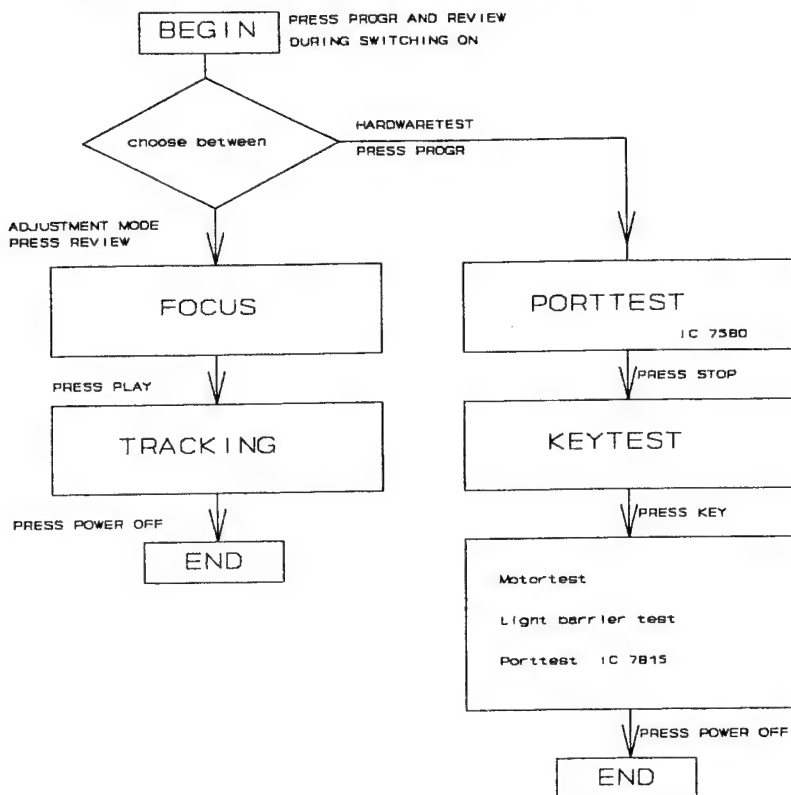 BEGIN
PRESS PROGR AND REVIEW
DURING SWITCHING ON
choose between
HARDWARETEST
PRESS PROGR
ADJUSTMENT MODE
PRESS REVIEW
FOCUS
PRESS PLAY
TRACKING
PRESS POWER OFF
END
PORTTEST
IC 7580
PRESS STOP
KEYTEST
PRESS KEY
Motortest
Light barrier test
Porttest IC 7815
PRESS POWER OFF
END